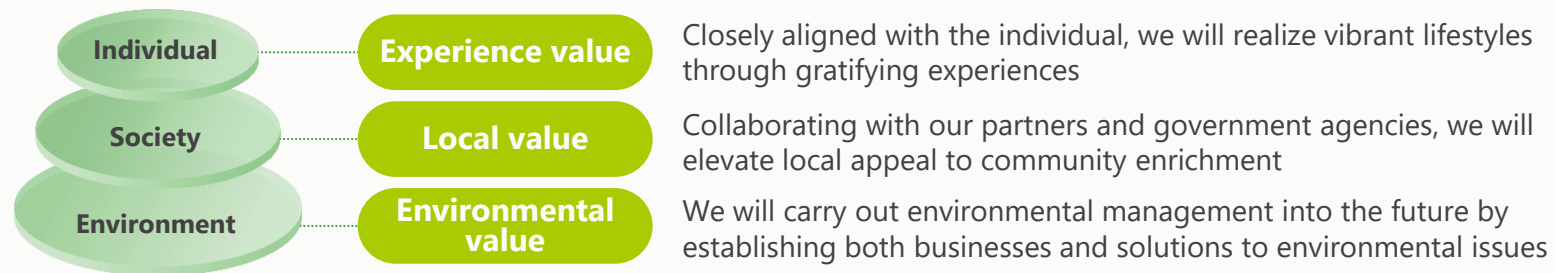 Individual
Experience value
Closely aligned with the individual, we will realize vibrant lifestyles
through gratifying experiences
Society
Local value
Collaborating with our partners and government agencies, we will
elevate local appeal to community enrichment
Environment
Environmental
value
We will carry out environmental management into the future by
establishing both businesses and solutions to environmental issues